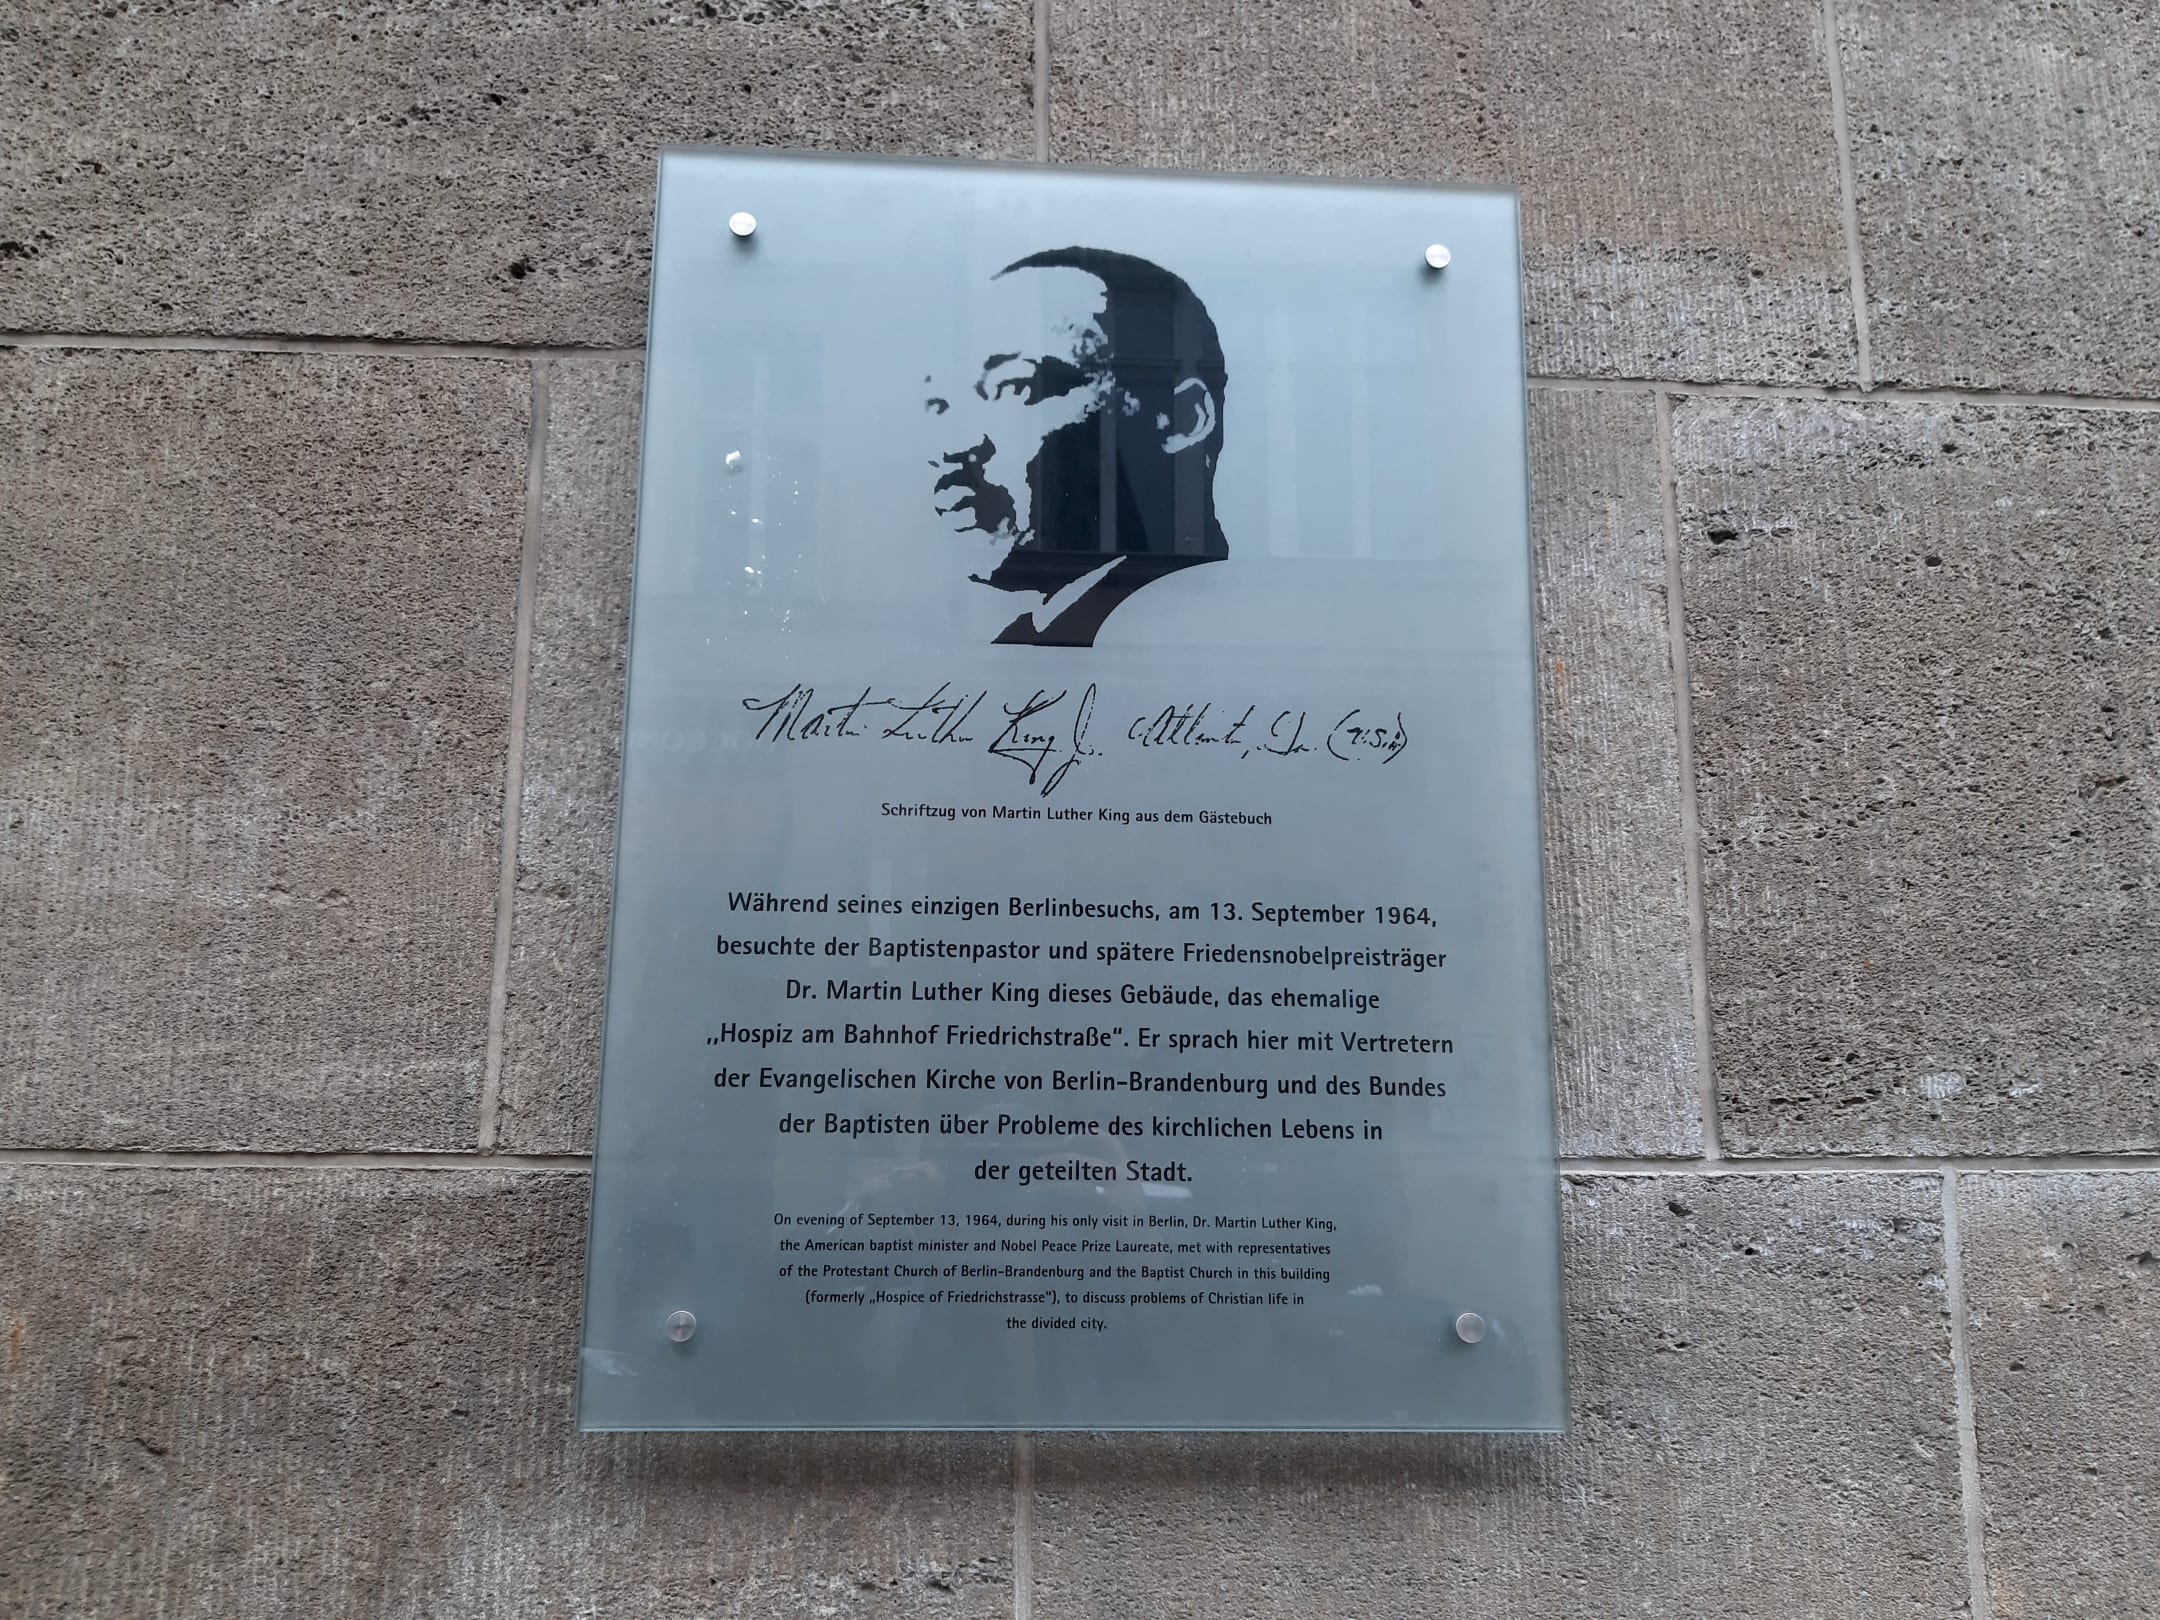 Martin Luther King Jr. Atlanta, Ga. (U.S.A)
Schriftzug von Martin Luther King aus dem Gästebuch
Während seines einzigen Berlinbesuchs, am 13. September 1964,
besuchte der Baptistenpastor und spätere Friedensnobelpreisträger
Dr. Martin Luther King dieses Gebäude, das ehemalige
„Hospiz am Bahnhof Friedrichstraße“. Er sprach hier mit Vertretern
der Evangelischen Kirche von Berlin-Brandenburg und des Bundes
der Baptisten über Probleme des kirchlichen Lebens in
der geteilten Stadt.
On evening of September 13, 1964, during his only visit in Berlin, Dr. Martin Luther King,
the American baptist minister and Nobel Peace Prize Laureate, met with representatives
of the Protestant Church of Berlin-Brandenburg and the Baptist Church in this building
(formerly „Hospice of Friedrichstrasse“), to discuss problems of Christian life in
the divided city.